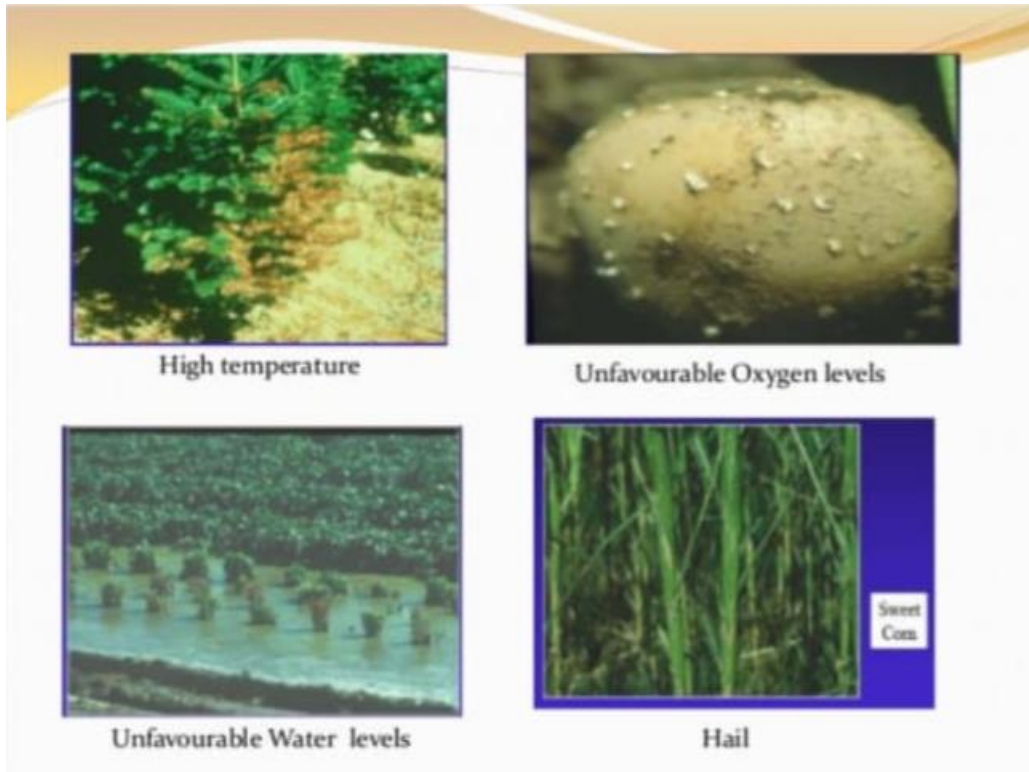 High temperature
Unfavourable Oxygen levels
Sweet
Corn
Unfavourable Water levels
Hail